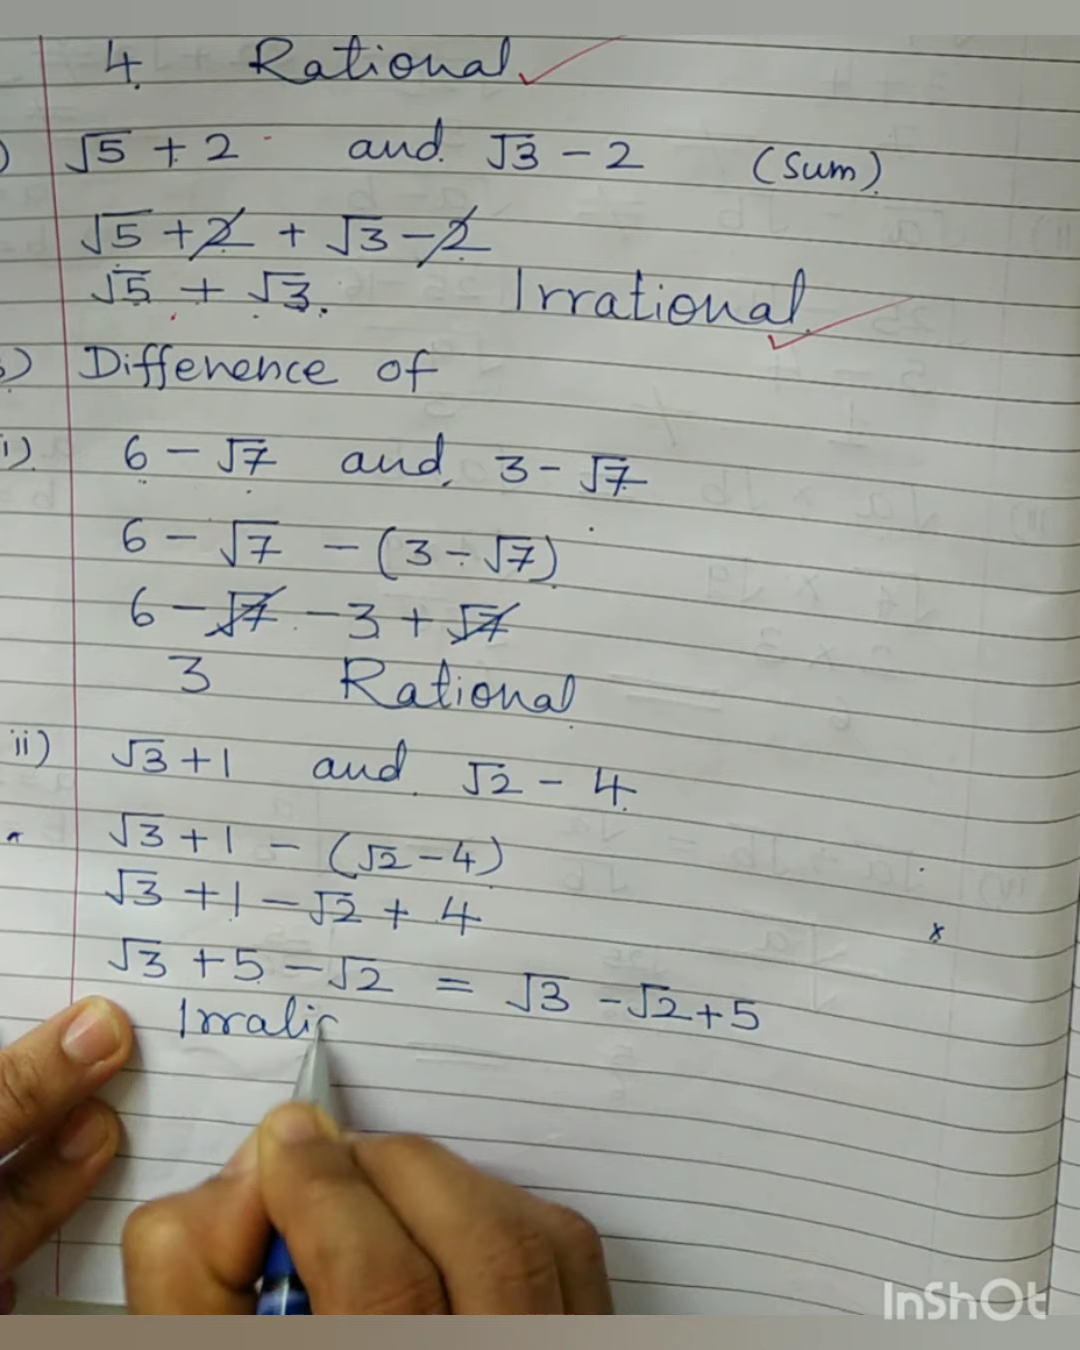 4. Rational
) √5 + 2 and √3 - 2 (Sum)
√5 + 2 + √3 - 2
√5 + √3. Irrational
) Difference of
i) 6 - √7 and 3 - √7
6 - √7 - (3 - √7)
6 - √7 - 3 + √7
3 Rational
ii) √3 + 1 and √2 - 4
√3 + 1 - (√2 - 4)
√3 + 1 - √2 + 4
√3 + 5 - √2 = √3 - √2 + 5
Irratio
InShOt